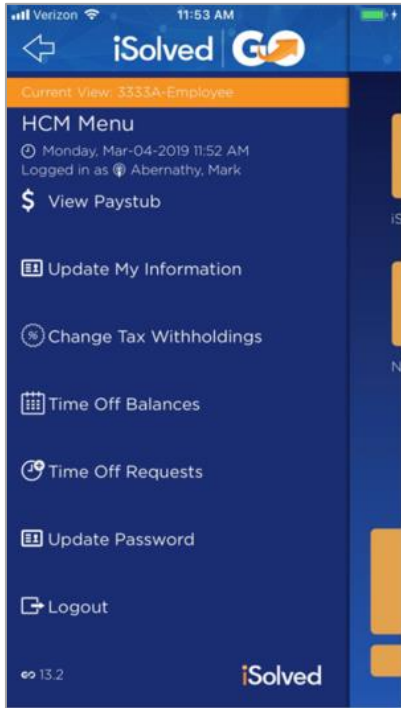 Verizon 11:53 AM
iSolved GO
Current View: 3333A-Employee
HCM Menu
Monday, Mar-04-2019 11:52 AM
Logged in as Abernathy, Mark
$ View Paystub
Update My Information
% Change Tax Withholdings
Time Off Balances
Time Off Requests
Update Password
Logout
13.2 iSolved
iS
N